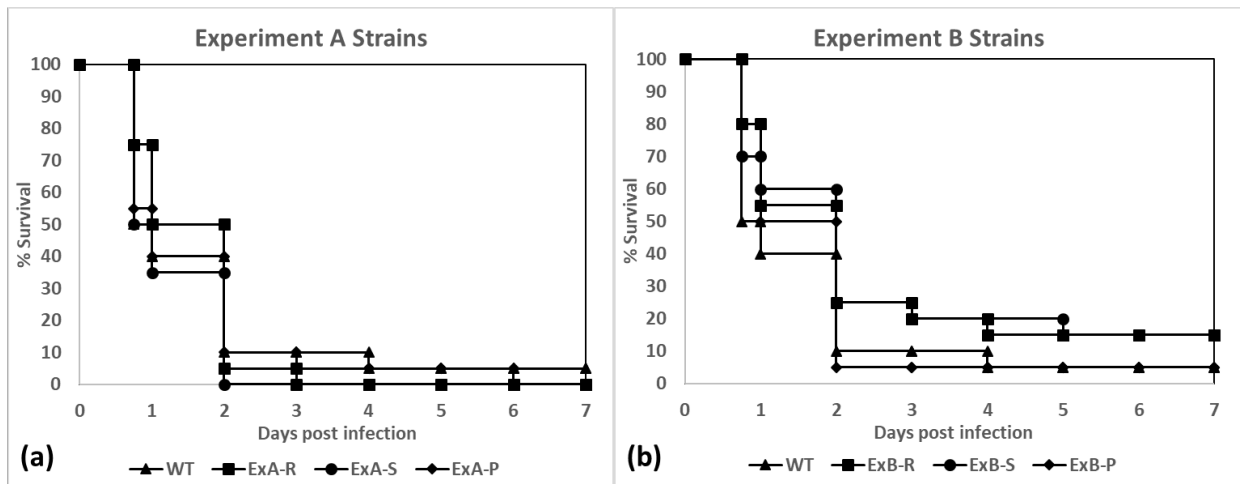 Experiment A Strains
100
90
80
70
60
50
40
30
20
10
0
% Survival
0 1 2 3 4 5 6 7
Days post infection
(a)
WT ExA-R ExA-S ExA-P
Experiment B Strains
100
90
80
70
60
50
40
30
20
10
0
% Survival
0 1 2 3 4 5 6 7
Days post infection
(b)
WT ExB-R ExB-S ExB-P